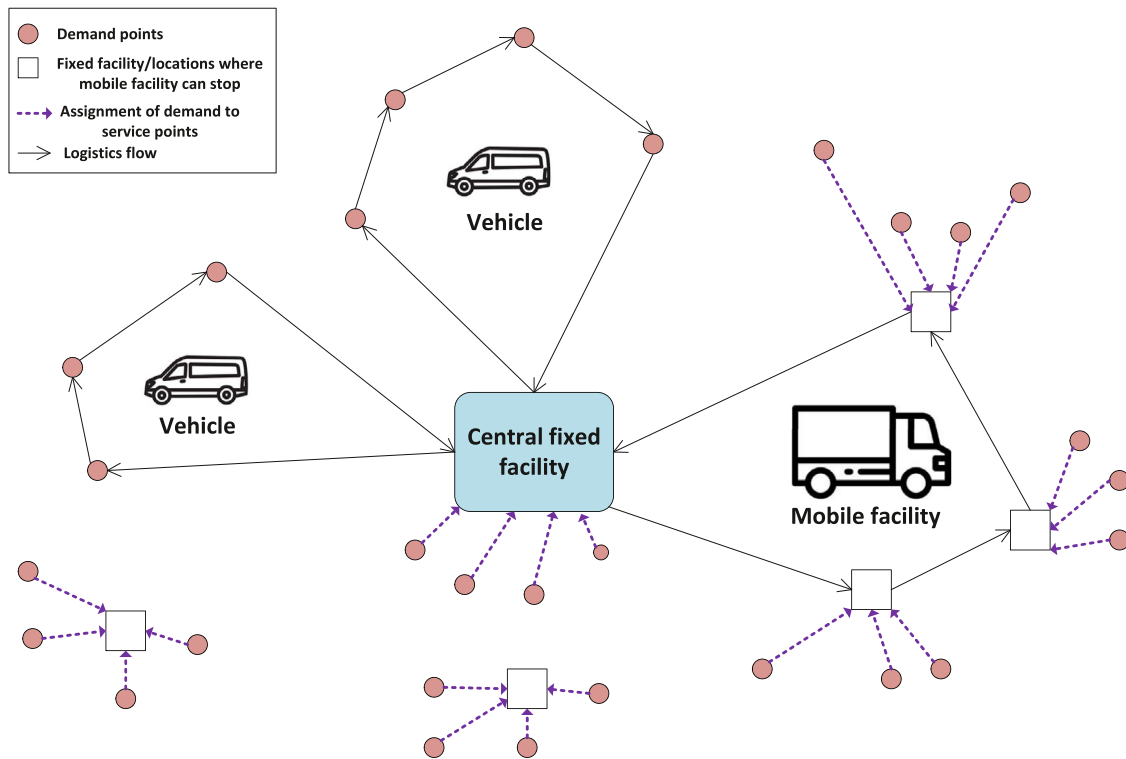 Demand points
Fixed facility/locations where
mobile facility can stop
Assignment of demand to
service points
Logistics flow
Vehicle
Vehicle
Central fixed
facility
Mobile facility